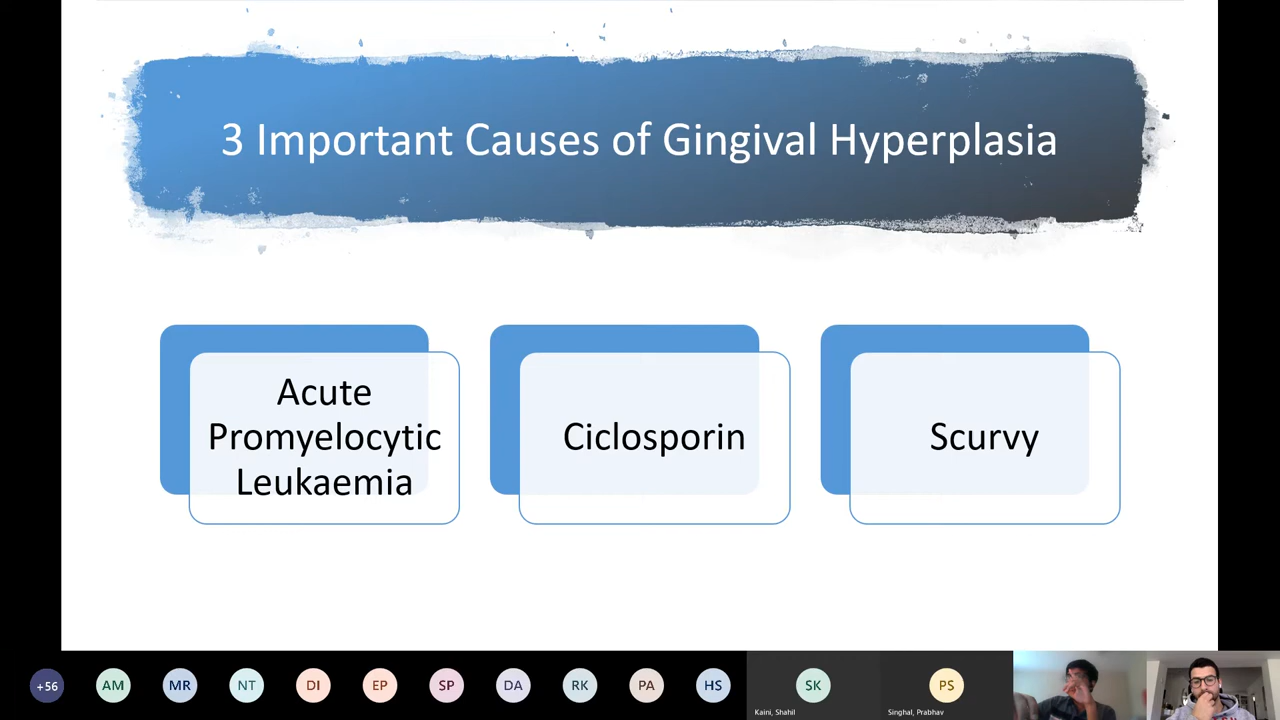 3 Important Causes of Gingival Hyperplasia
Acute
Promyelocytic
Leukaemia
Ciclosporin
Scurvy
+56
AM
MR
NT
DI
EP
SP
DA
RK
PA
HS
SK
Kaini, Shahil
PS
Singhal, Prabhav